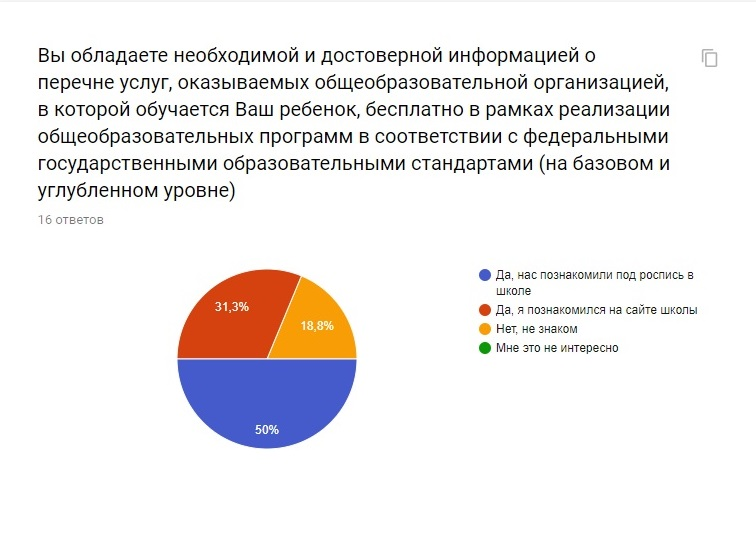 Вы обладаете необходимой и достоверной информацией о
перечне услуг, оказываемых общеобразовательной организацией,
в которой обучается Ваш ребенок, бесплатно в рамках реализации
общеобразовательных программ в соответствии с федеральными
государственными образовательными стандартами (на базовом и
углубленном уровне)
16 ответов
31,3%
18,8%
50%
Да, нас познакомили под роспись в
школе
Да, я познакомился на сайте школы
Нет, не знаком
Мне это не интересно